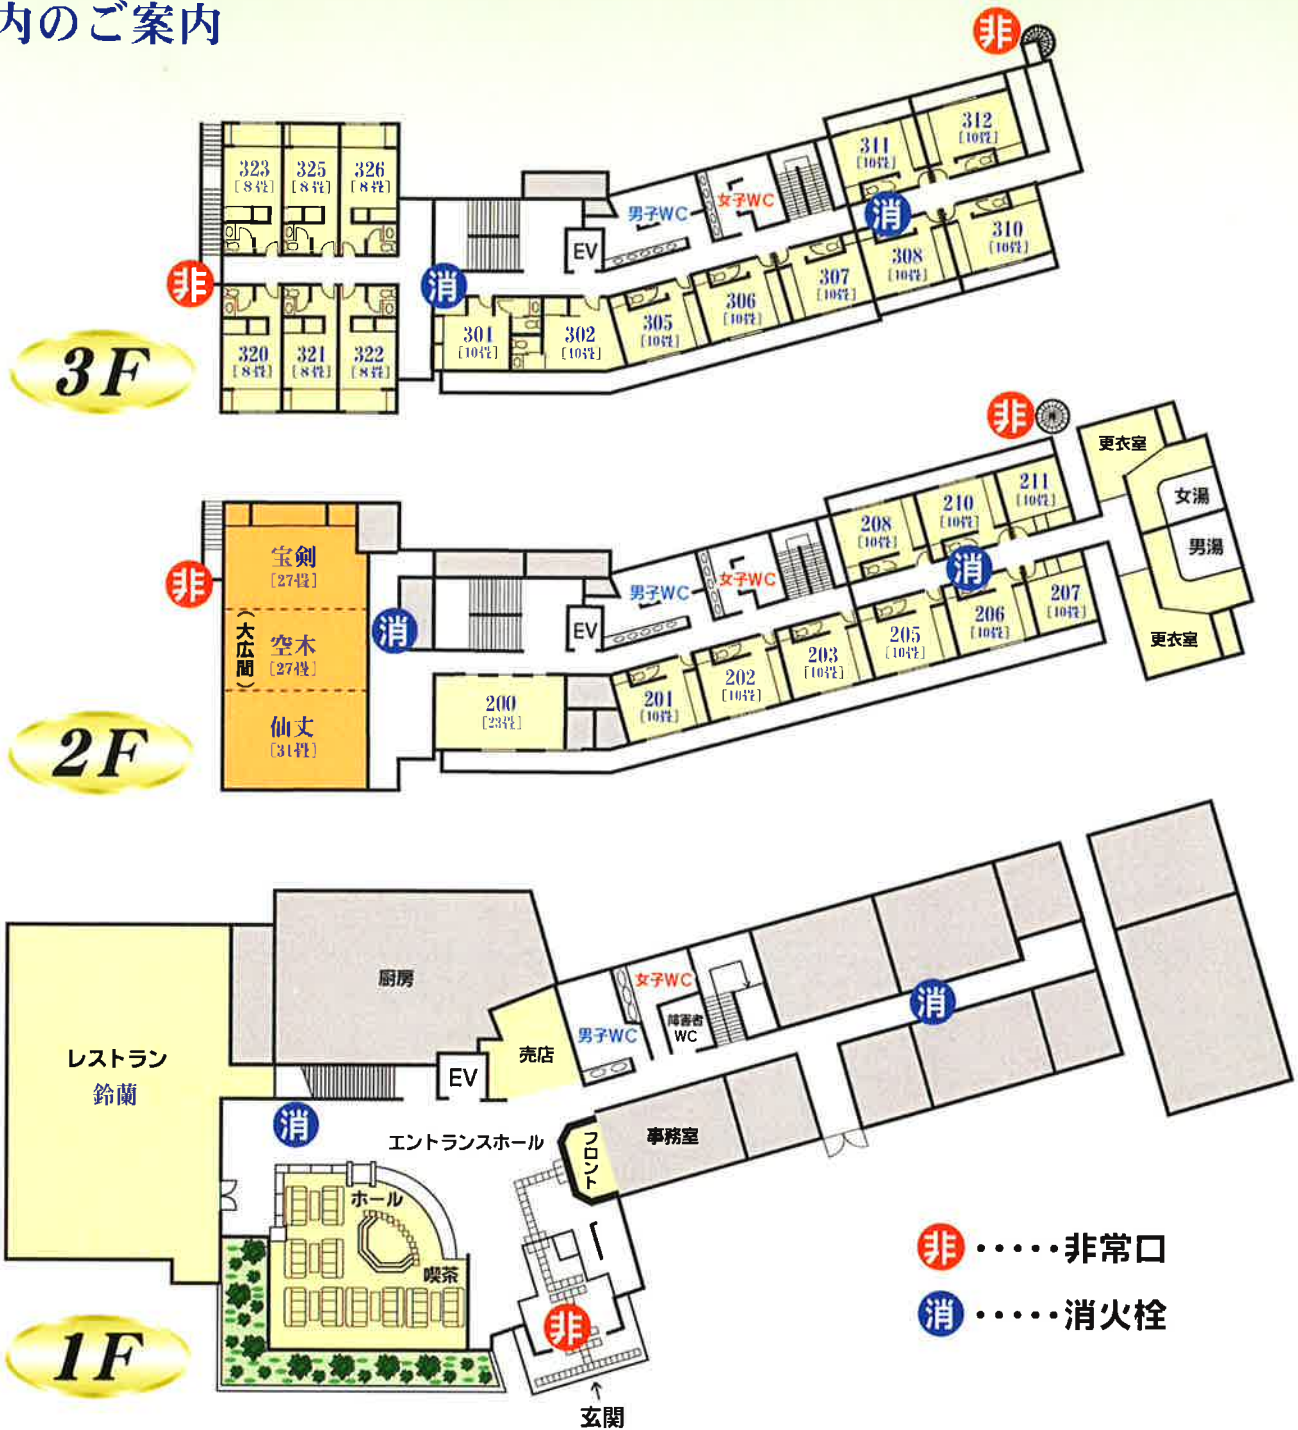 内のご案内
非
323
[8畳]
325
[8畳]
326
[8畳]
非
320
[8畳]
321
[8畳]
322
[8畳]
消
301
[10畳]
302
[10畳]
EV
男子WC
女子WC
305
[10畳]
306
[10畳]
307
[10畳]
308
[10畳]
310
[10畳]
311
[10畳]
312
[10畳]
消
3F
非
宝剣
[27畳]
空木
[27畳]
仙丈
[31畳]
(大広間)
非
消
200
[23畳]
EV
男子WC
女子WC
201
[10畳]
202
[10畳]
203
[10畳]
205
[10畳]
206
[10畳]
207
[10畳]
208
[10畳]
210
[10畳]
211
[10畳]
消
更衣室
女湯
男湯
更衣室
2F
レストラン
鈴蘭
厨房
売店
EV
男子WC
女子WC
障害者
WC
消
消
エントランスホール
フロント
事務室
ホール
喫茶
非
玄関
1F
非・・・・・非常口
消・・・・・消火栓